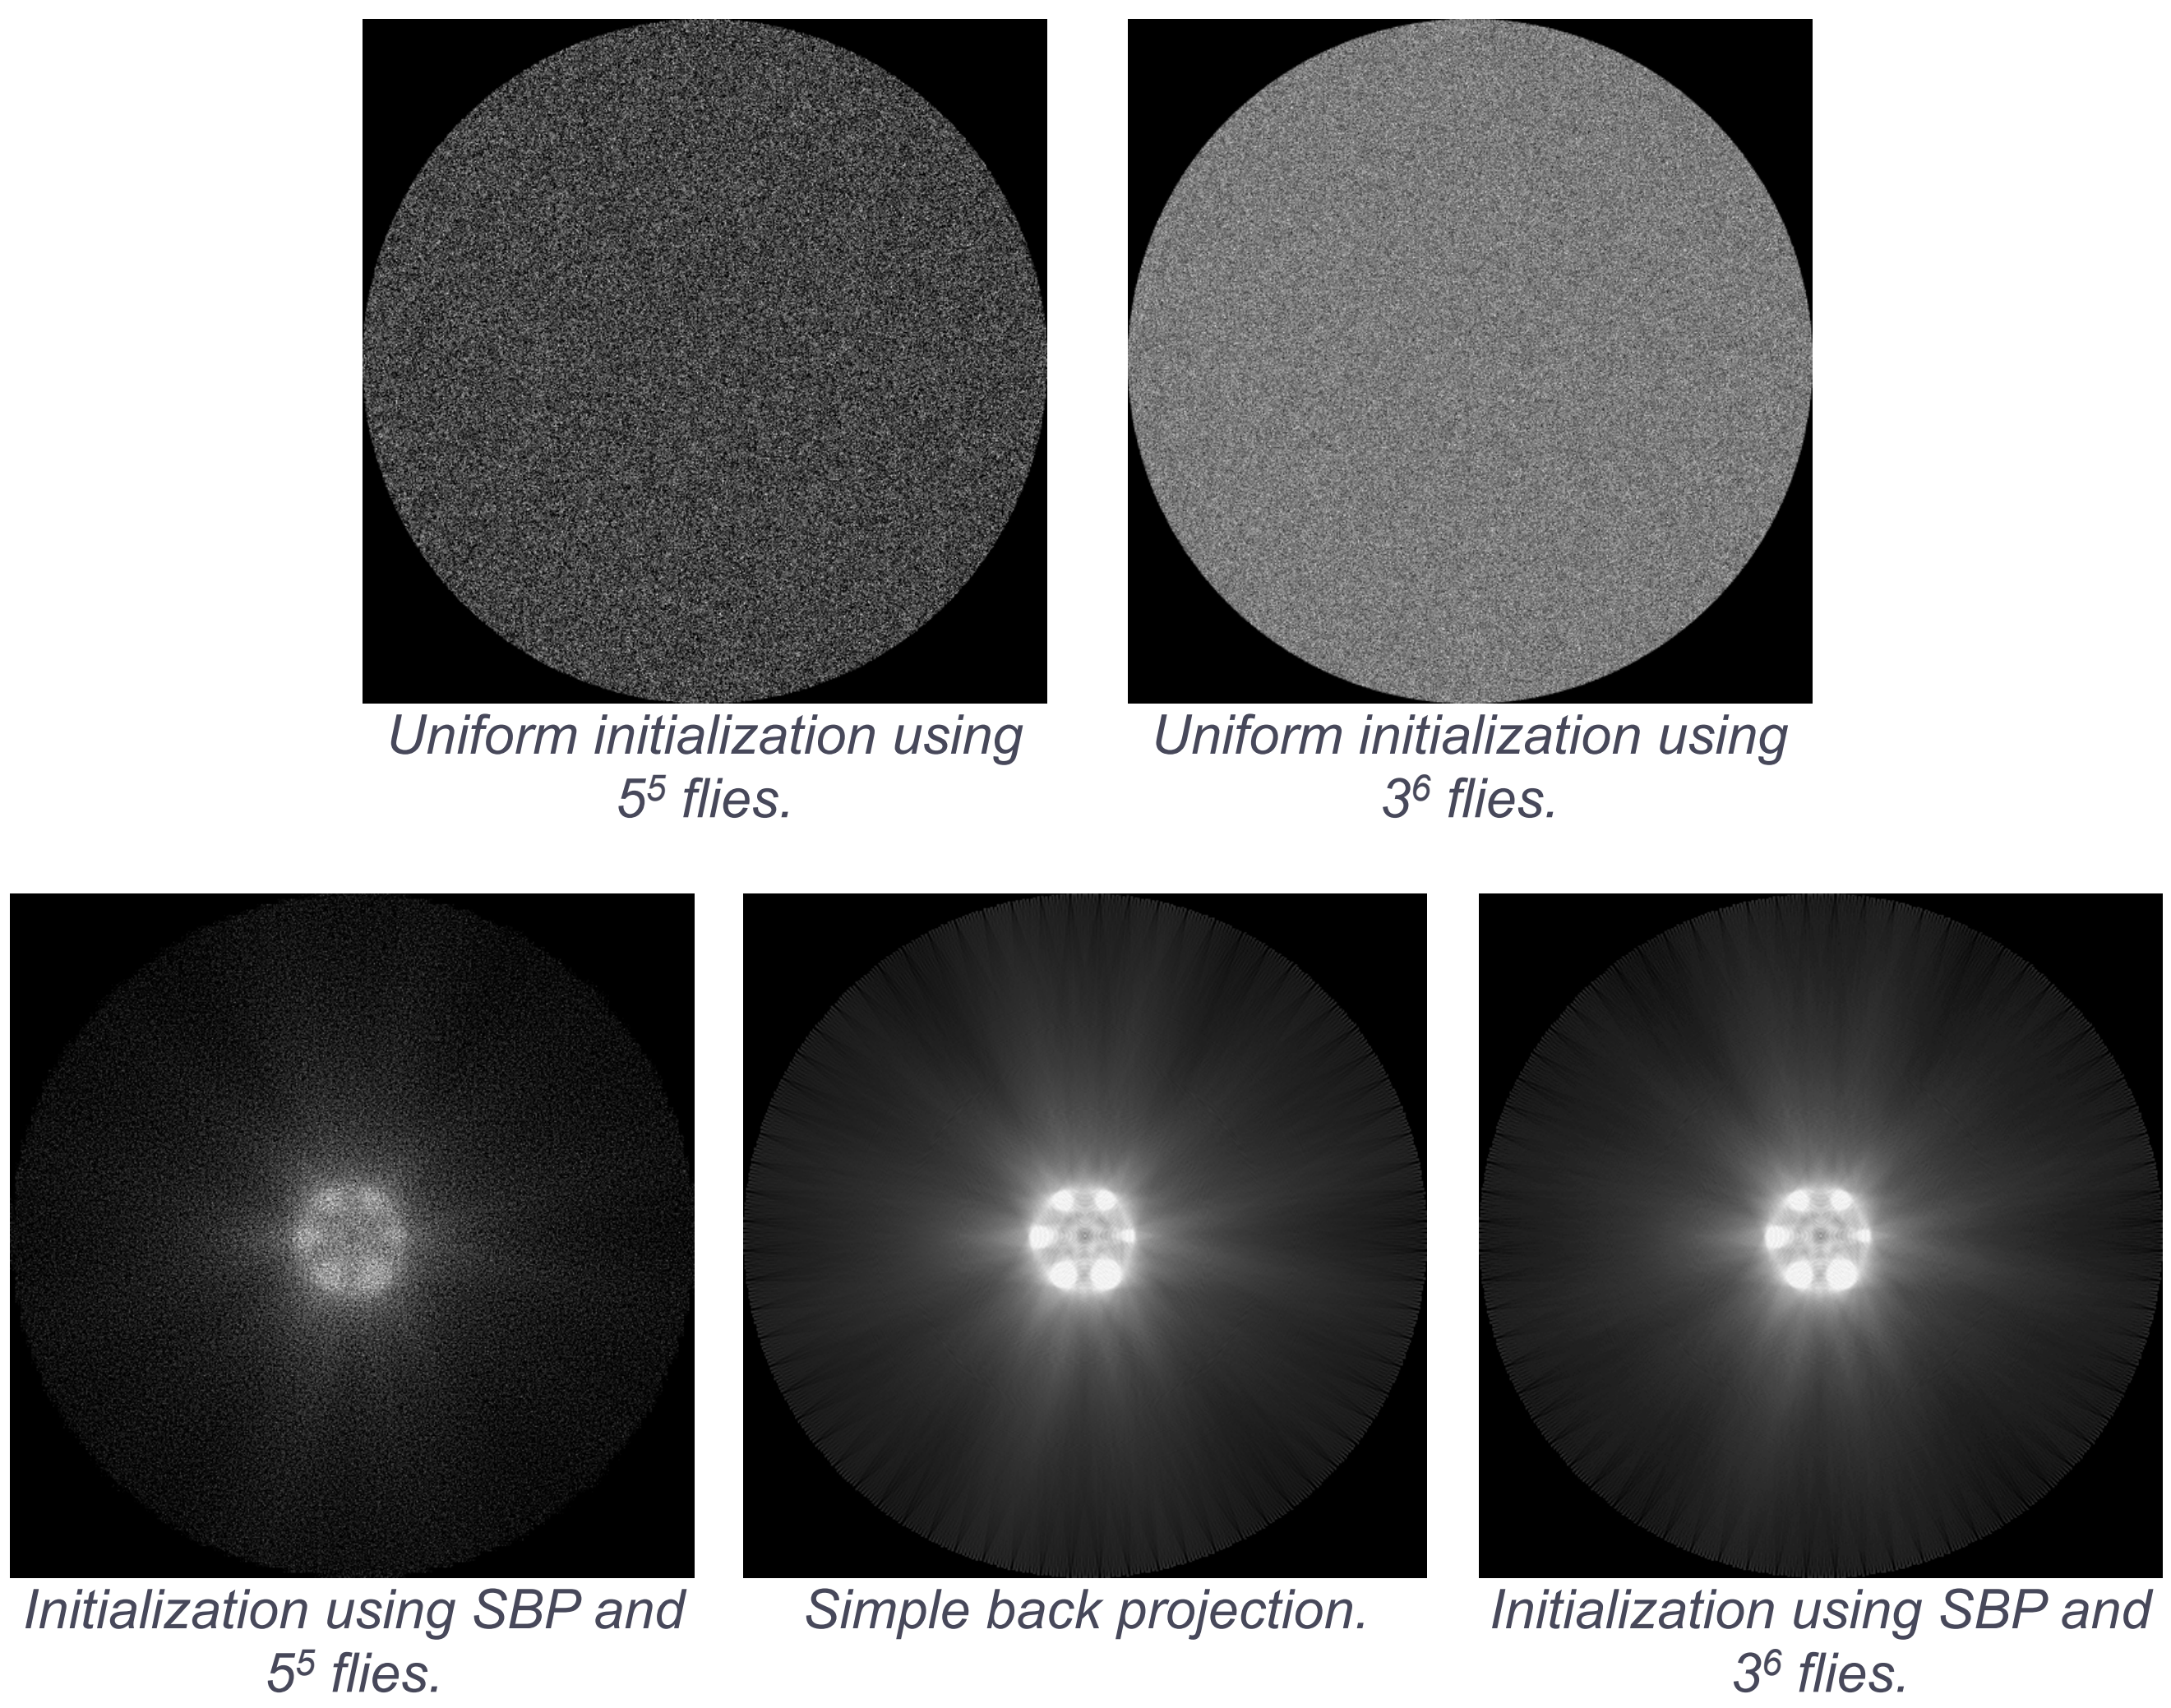 Uniform initialization using
5⁵ flies.
Uniform initialization using
3⁶ flies.
Initialization using SBP and
5⁵ flies.
Simple back projection.
Initialization using SBP and
3⁶ flies.